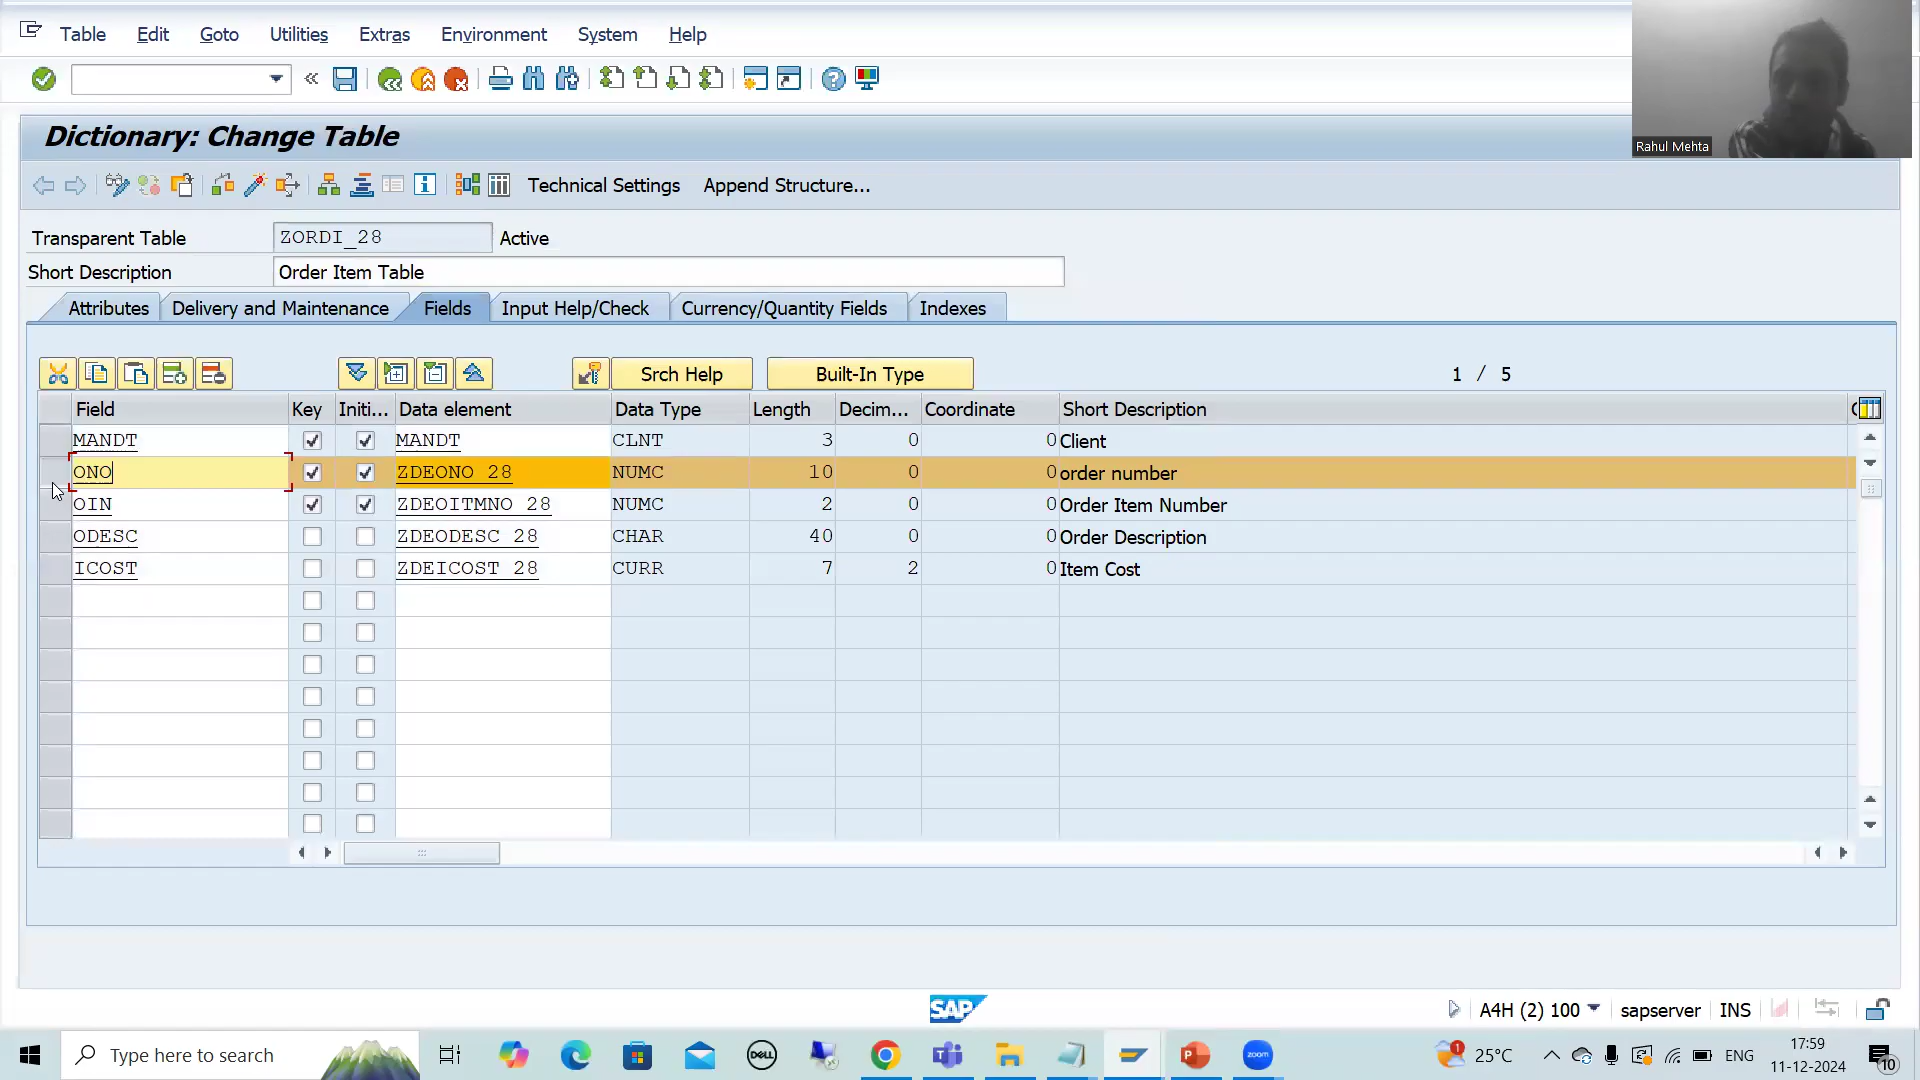 Table Edit Goto Utilities Extras Environment System Help
Rahul Mehta
Dictionary: Change Table
Technical Settings Append Structure...
Transparent Table ZORDI_28 Active
Short Description Order Item Table
Attributes Delivery and Maintenance Fields Input Help/Check Currency/Quantity Fields Indexes
Srch Help Built-In Type 1 / 5
Field Key Initi... Data element Data Type Length Decim... Coordinate Short Description
MANDT MANDT CLNT 3 0 0 Client
ONO ZDEONO_28 NUMC 10 0 0 order number
OIN ZDEOITMNO_28 NUMC 2 0 0 Order Item Number
ODESC ZDEODESC_28 CHAR 40 0 0 Order Description
ICOST ZDEICOST_28 CURR 7 2 0 Item Cost
SAP A4H (2) 100 sapserver INS
Type here to search DELL zoom 1 25°C ENG 17:59
11-12-2024 10